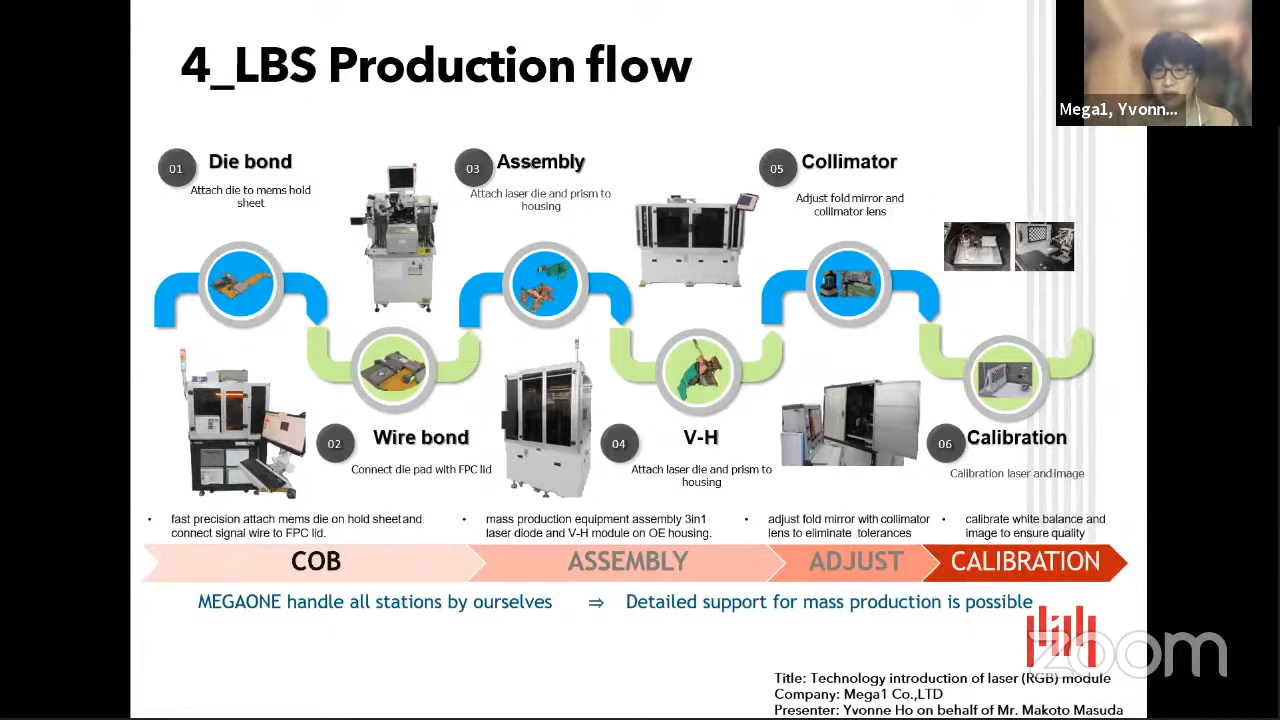 4_LBS Production flow
Mega1, Yvonn...
01
Die bond
Attach die to mems hold
sheet
03
Assembly
Attach laser die and prism to
housing
05
Collimator
Adjust fold mirror and
collimator lens
02
Wire bond
Connect die pad with FPC lid
04
V-H
Attach laser die and prism to
housing
06
Calibration
Calibration laser and image
• fast precision attach mems die on hold sheet and
connect signal wire to FPC lid.
• mass production equipment assembly 3in1
laser diode and V-H module on OE housing.
• adjust fold mirror with collimator
lens to eliminate tolerances
• calibrate white balance and
image to ensure quality
COB
ASSEMBLY
ADJUST
CALIBRATION
MEGAONE handle all stations by ourselves ⇒ Detailed support for mass production is possible
zoom
Title: Technology introduction of laser (RGB) module
Company: Mega1 Co.,LTD
Presenter: Yvonne Ho on behalf of Mr. Makoto Masuda